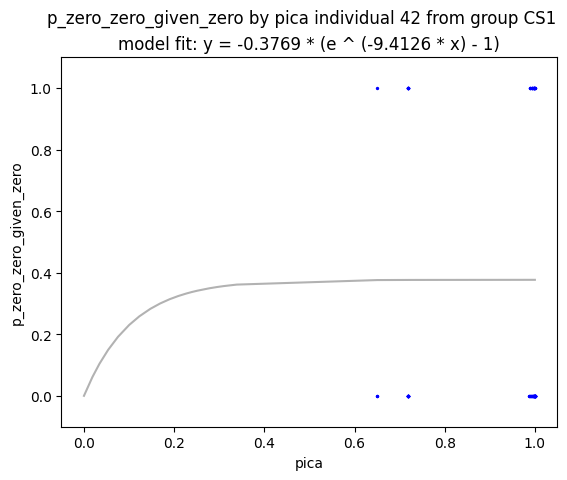 p_zero_zero_given_zero by pica individual 42 from group CS1
model fit: y = -0.3769 * (e ^ (-9.4126 * x) - 1)
p_zero_zero_given_zero
1.0
0.8
0.6
0.4
0.2
0.0
0.0 0.2 0.4 0.6 0.8 1.0
pica